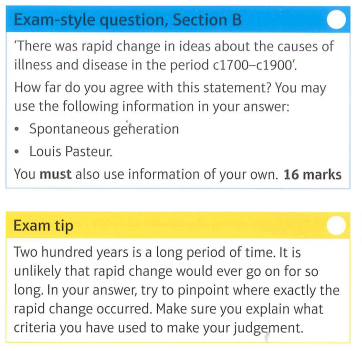 Exam-style question, Section B
‘There was rapid change in ideas about the causes of
illness and disease in the period c1700–c1900’.
How far do you agree with this statement? You may
use the following information in your answer:
• Spontaneous generation
• Louis Pasteur.
You must also use information of your own. 16 marks
Exam tip
Two hundred years is a long period of time. It is
unlikely that rapid change would ever go on for so
long. In your answer, try to pinpoint where exactly the
rapid change occurred. Make sure you explain what
criteria you have used to make your judgement.